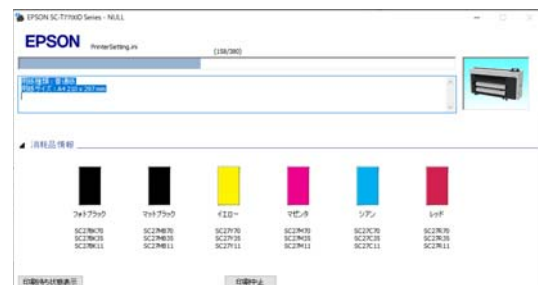 EPSON SC-T7700D Series - NULL
EPSON PrinterSetting.ini (158/380)
用紙種類 : 普通紙
用紙サイズ : A4 210 x 297 mm
消耗品情報
フォトブラック マットブラック イエロー マゼンタ シアン レッド
SC27BK70 SC27MB70 SC27Y70 SC27M70 SC27C70 SC27R70
SC27BK35 SC27MB35 SC27Y35 SC27M35 SC27C35 SC27R35
SC27BK11 SC27MB11 SC27Y11 SC27M11 SC27C11 SC27R11
印刷待ち状態表示 印刷中止